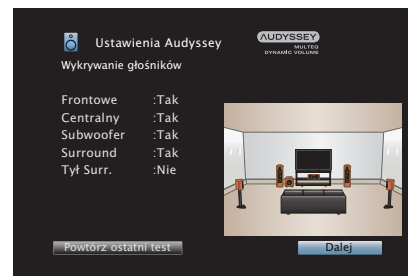 Ustawienia Audyssey
AUDYSSEY
MULTEQ
DYNAMIC VOLUME
Wykrywanie głośników
Frontowe :Tak
Centralny :Tak
Subwoofer :Tak
Surround :Tak
Tył Surr. :Nie
Powtórz ostatni test
Dalej